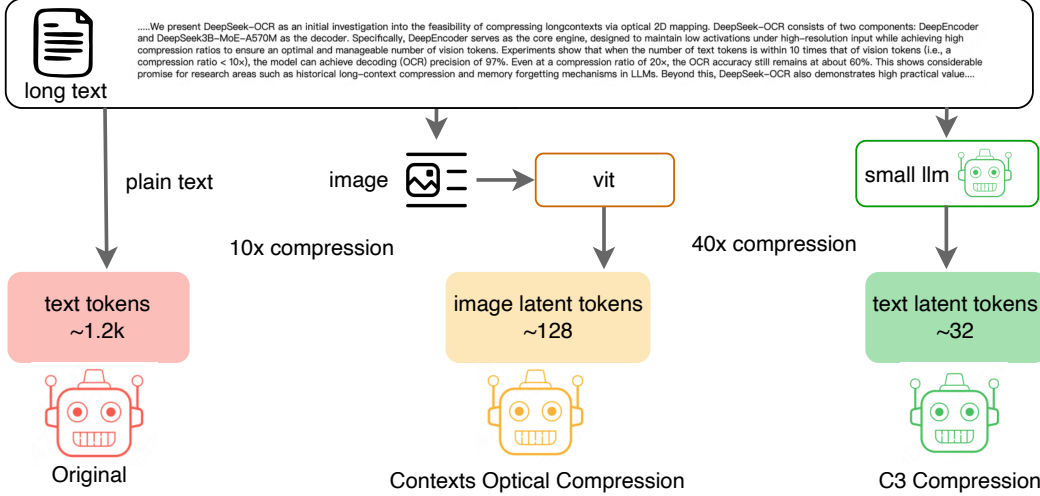 .....We present DeepSeek-OCR as an initial investigation into the feasibility of compressing longcontexts via optical 2D mapping. DeepSeek-OCR consists of two components: DeepEncoder
and DeepSeek3B-MoE-A570M as the decoder. Specifically, DeepEncoder serves as the core engine, designed to maintain low activations under high-resolution input while achieving high
compression ratios to ensure an optimal and manageable number of vision tokens. Experiments show that when the number of text tokens is within 10 times that of vision tokens (i.e., a
compression ratio < 10×), the model can achieve decoding (OCR) precision of 97%. Even at a compression ratio of 20×, the OCR accuracy still remains at about 60%. This shows considerable
promise for research areas such as historical long-context compression and memory forgetting mechanisms in LLMs. Beyond this, DeepSeek-OCR also demonstrates high practical value....
long text
plain text
image
vit
small llm
10x compression
40x compression
text tokens
~1.2k
image latent tokens
~128
text latent tokens
~32
Original
Contexts Optical Compression
C3 Compression